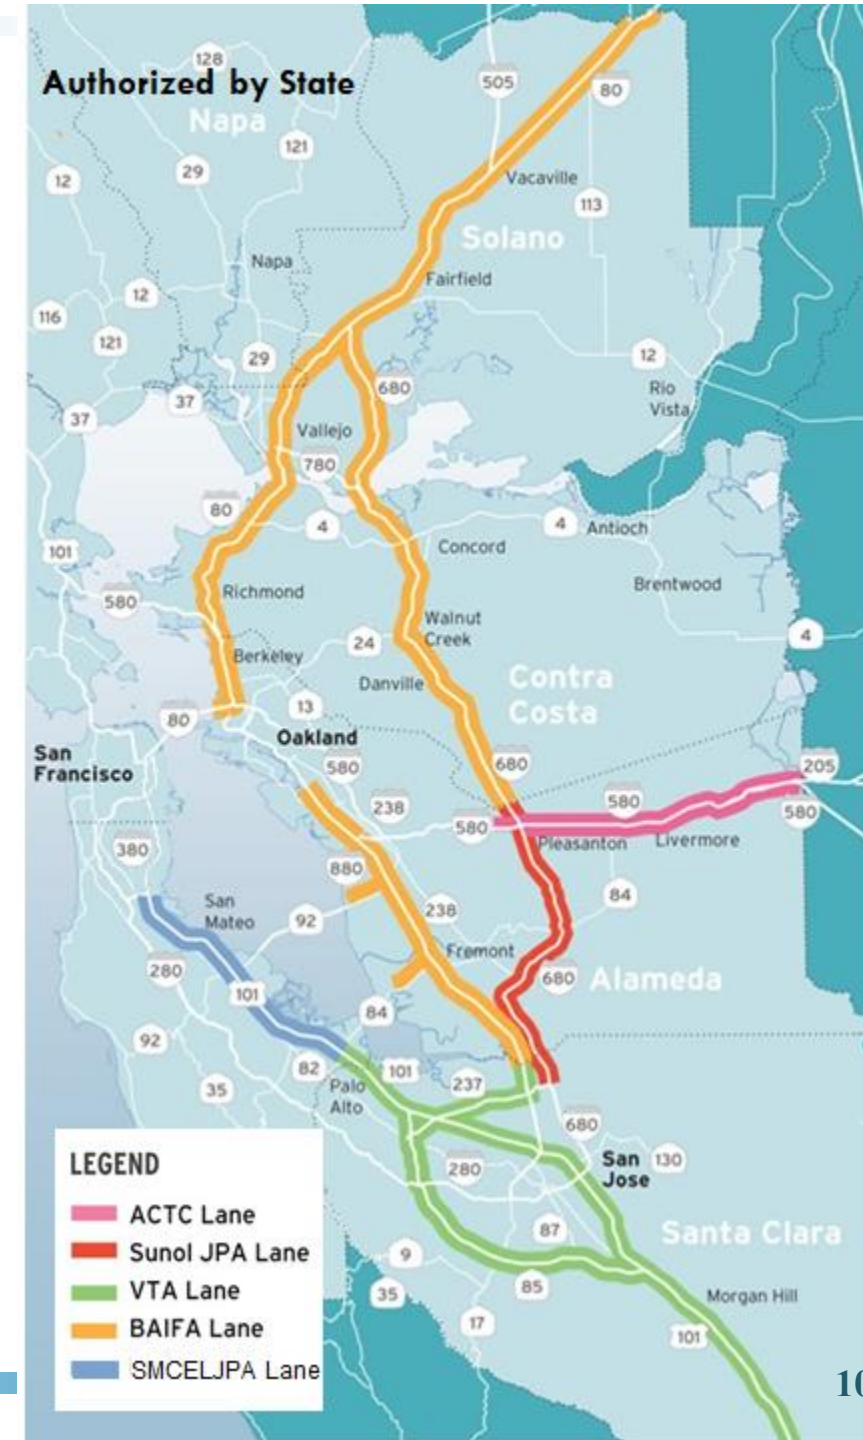 128
Authorized by State
505
80
Napa
121
29
12
Vacaville
113
Solano
Napa
Fairfield
12
116
121
29
12
680
Rio
Vista
37
37
Vallejo
780
80
4
4
Antioch
101
Concord
Brentwood
Richmond
580
Walnut
Creek
4
24
Berkeley
Danville
Contra
Costa
13
80
Oakland
San
Francisco
580
680
205
238
580
580
580
Pleasanton
Livermore
380
880
84
San
Mateo
92
238
Fremont
280
680
Alameda
101
84
92
82
101
237
35
Palo
Alto
680
LEGEND
280
San
Jose
130
ACTC Lane
87
Santa Clara
Sunol JPA Lane
9
VTA Lane
85
35
Morgan Hill
BAIFA Lane
17
101
SMCELJPA Lane
10